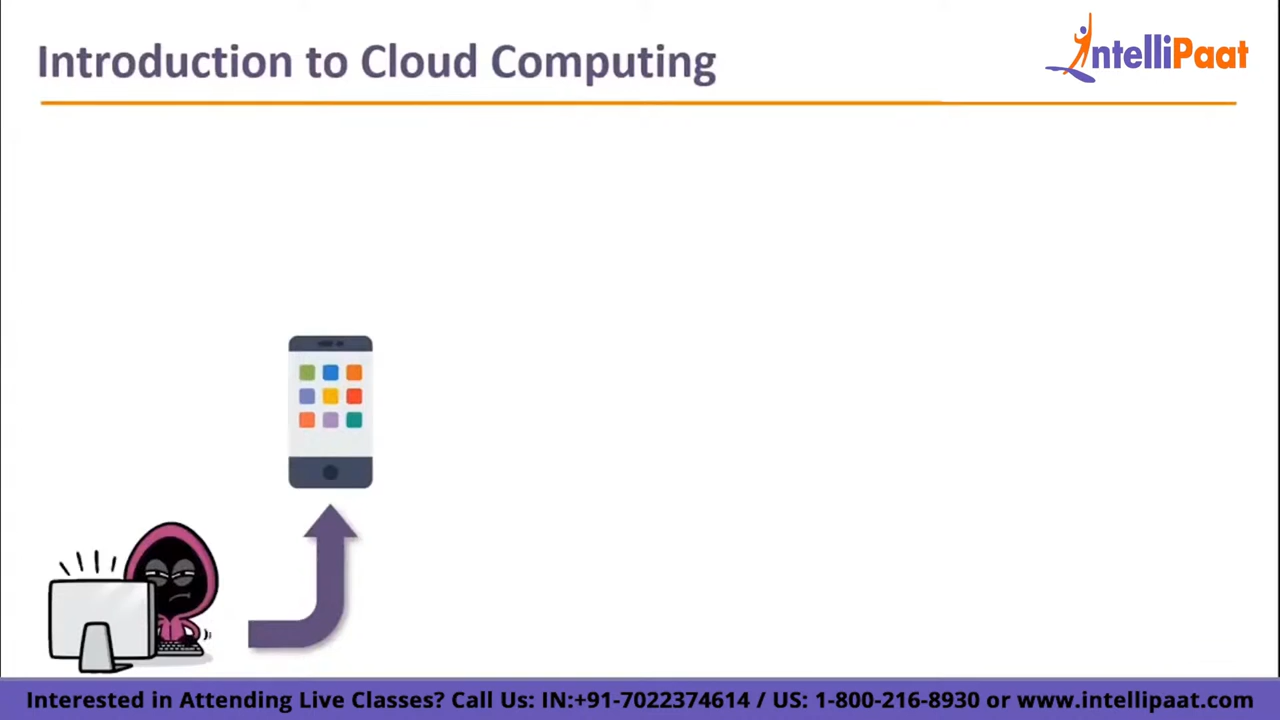 Introduction to Cloud Computing
IntelliPaat
Interested in Attending Live Classes? Call Us: IN:+91-7022374614 / US: 1-800-216-8930 or www.intellipaat.com